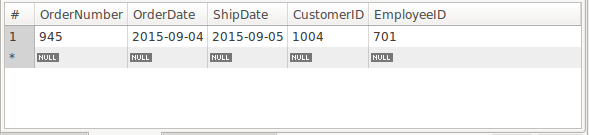 # OrderNumber OrderDate ShipDate CustomerID EmployeeID
1 945 2015-09-04 2015-09-05 1004 701
* NULL NULL NULL NULL NULL